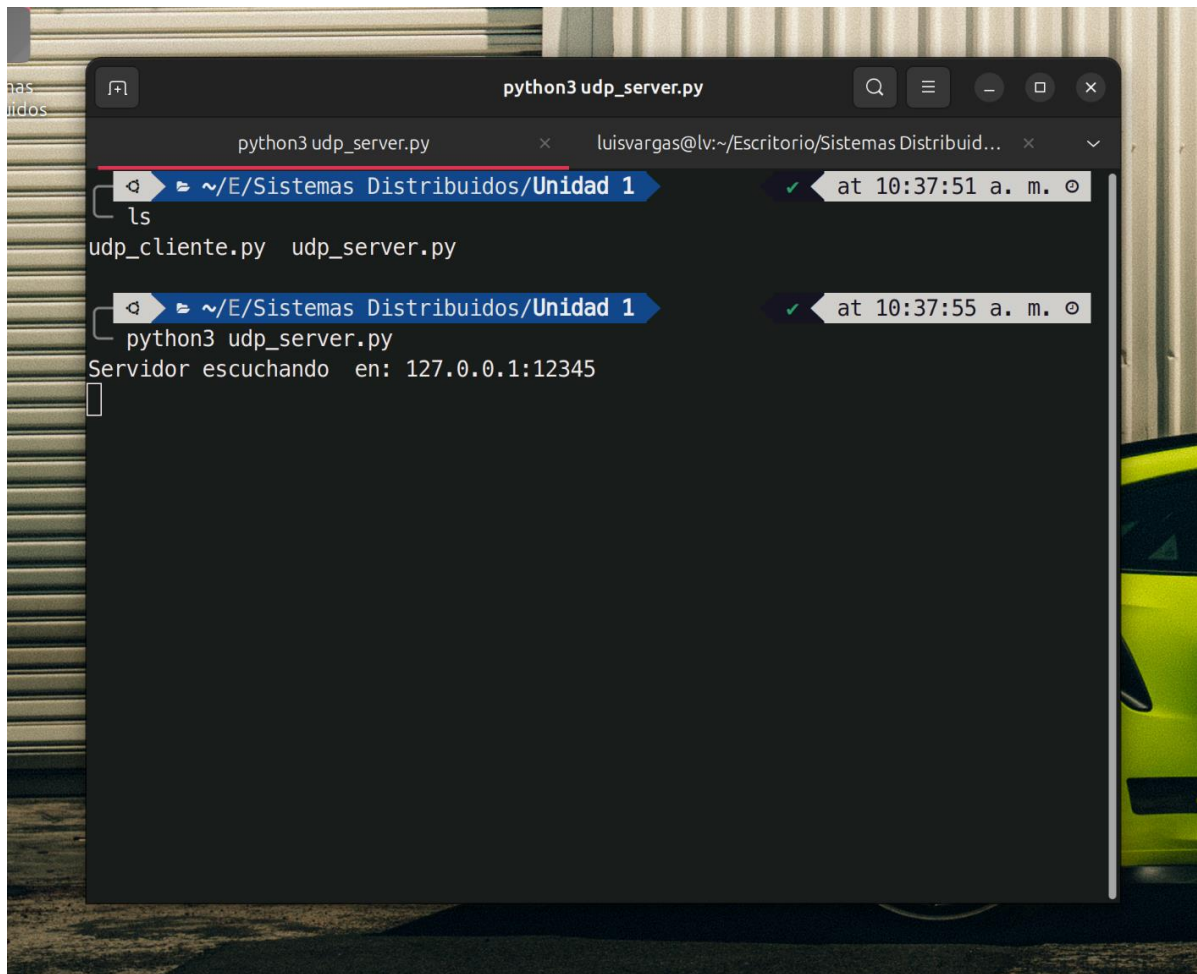 mas
uidos
python3 udp_server.py
python3 udp_server.py
luisvargas@lv:~/Escritorio/Sistemas Distribuid...
~/E/Sistemas Distribuidos/Unidad 1 ✔ at 10:37:51 a. m.
ls
udp_cliente.py udp_server.py
~/E/Sistemas Distribuidos/Unidad 1 ✔ at 10:37:55 a. m.
python3 udp_server.py
Servidor escuchando  en: 127.0.0.1:12345